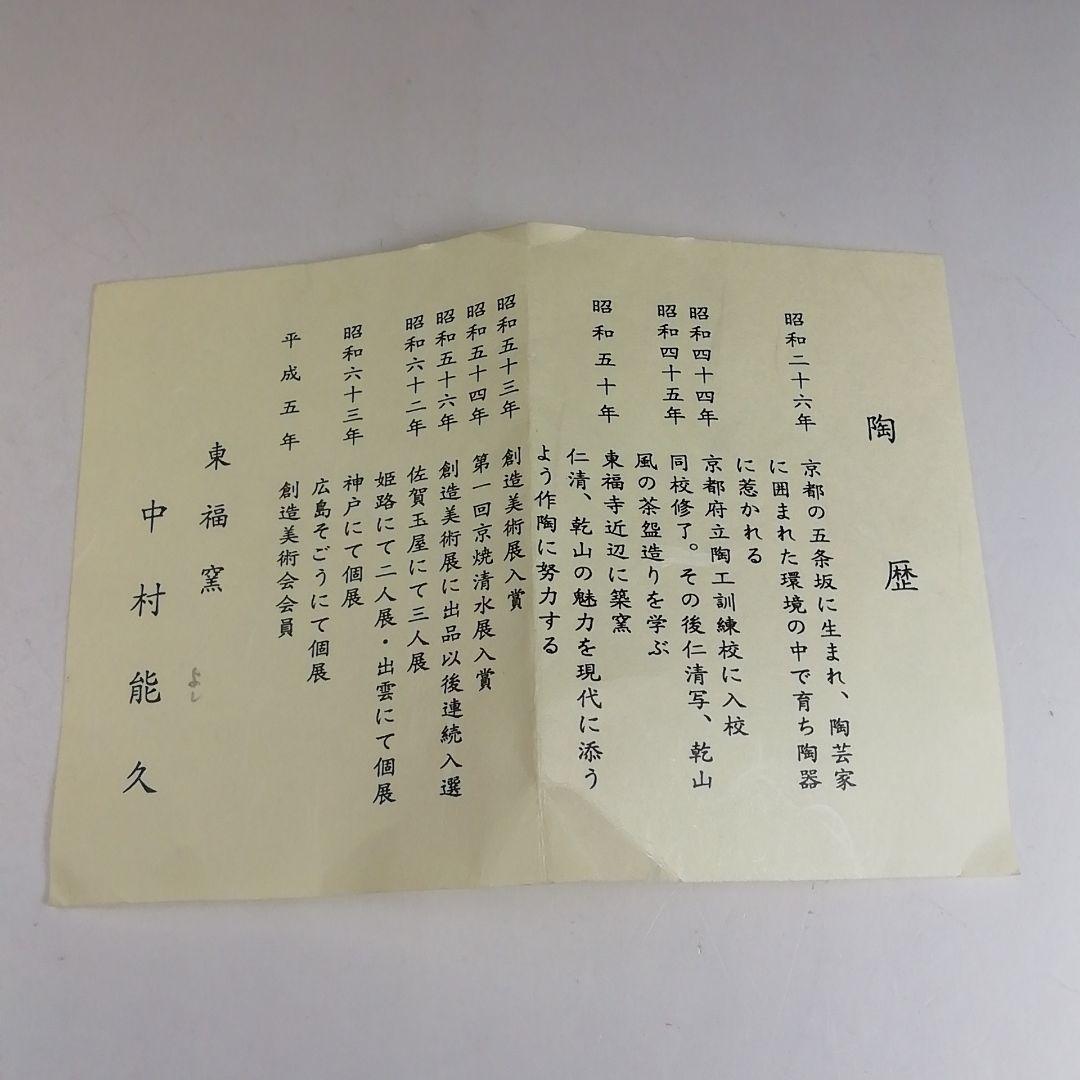 陶歴
昭和二十六年 京都の五条坂に生まれ、陶芸家
に囲まれた環境の中で育ち陶器
に惹かれる
昭和四十四年 京都府立陶工訓練校に入校
昭和四十五年 同校修了。その後仁清写、乾山
風の茶盌造りを学ぶ
昭和五十年 東福寺近辺に築窯
仁清、乾山の魅力を現代に添う
よう作陶に努力する
昭和五十三年 創造美術展入賞
昭和五十四年 第一回京焼清水展入賞
昭和五十六年 創造美術展に出品以後連続入選
昭和六十二年 佐賀玉屋にて三人展
姫路にて二人展・出雲にて個展
昭和六十三年 神戸にて個展
広島そごうにて個展
平成五年 創造美術会会員
東福窯
よし
中村能久